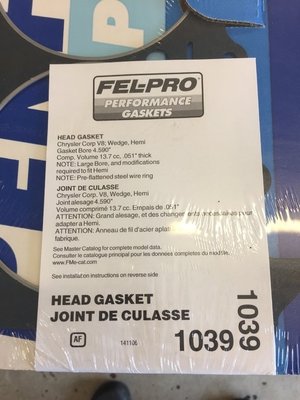 FEL-PRO
PERFORMANCE
GASKETS
HEAD GASKET
Chrysler Corp V8; Wedge, Hemi
Gasket Bore 4.590"
Comp. Volume 13.7 cc, .051" thick
NOTE: Large Bore, and modifications
required to fit Hemi
NOTE: Pre-flattened steel wire ring
JOINT DE CULASSE
Chrysler Corp. V8; Wedge, Hemi
Joint alesage 4.590"
Volume comprimé 13.7 cc. Empais de .051"
ATTENTION: Grand alesage, et des changements necessaires pour
adapter a Hemi.
ATTENTION: Anneau de fil d'acier aplati
fabrique.
See Master Catalog for complete model data.
Consulter le catalogue principal pour les données complètes du modèle.
www.FMe-cat.com
See installation instructions on reverse side
HEAD GASKET
JOINT DE CULASSE
AF
141106
1039
1039